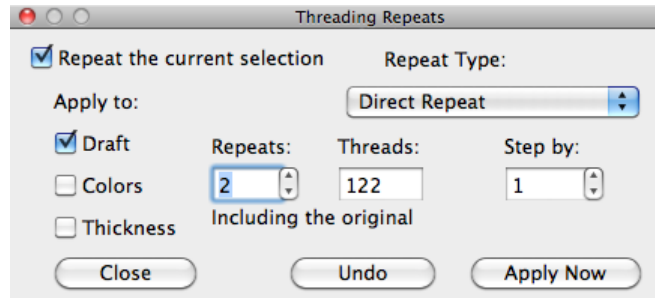 Threading Repeats
Repeat the current selection Repeat Type:
Apply to: Direct Repeat
Draft Repeats: Threads: Step by:
Colors 2 122 1
Thickness Including the original
Close Undo Apply Now